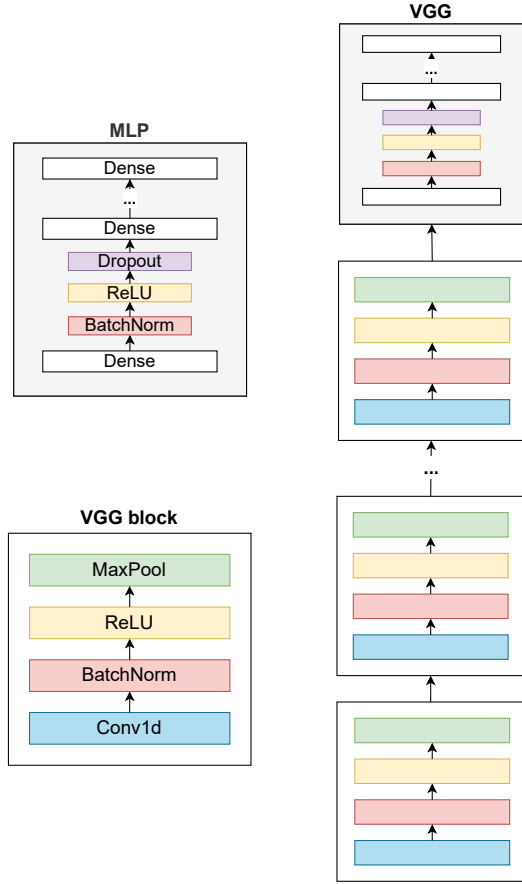 VGG
...
MLP
Dense
...
Dense
Dropout
ReLU
BatchNorm
Dense
...
VGG block
MaxPool
ReLU
BatchNorm
Conv1d